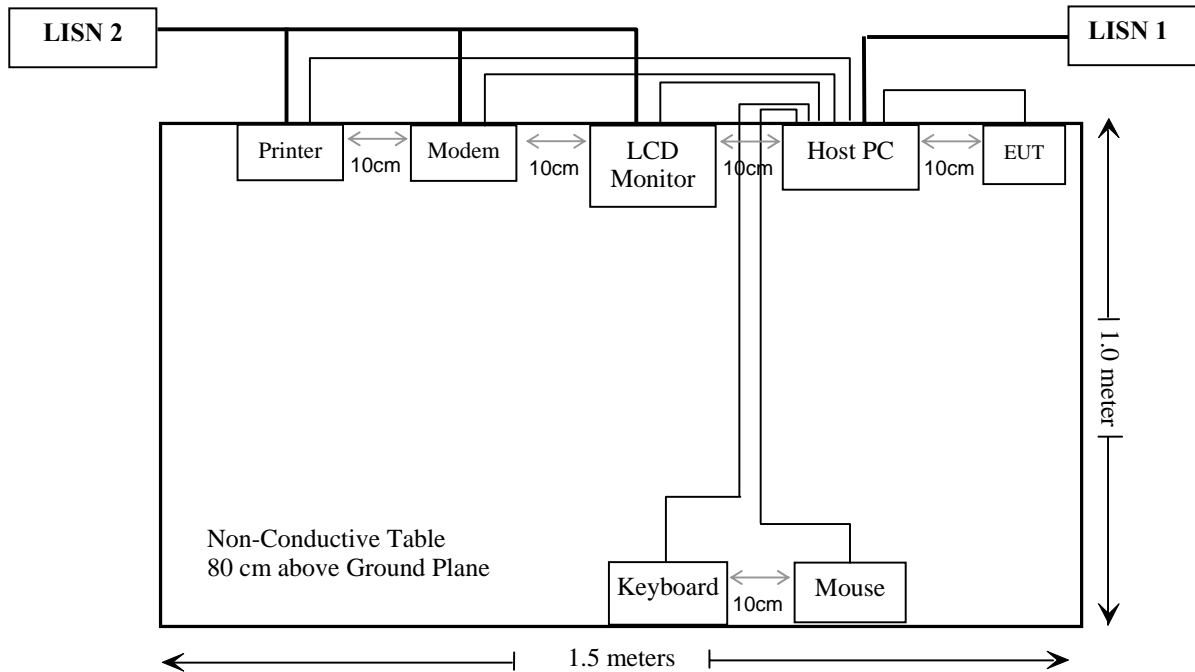 LISN 2
LISN 1
Printer
10cm
Modem
10cm
LCD
Monitor
10cm
Host PC
10cm
EUT
1.0 meter
Non-Conductive Table
80 cm above Ground Plane
Keyboard
10cm
Mouse
1.5 meters